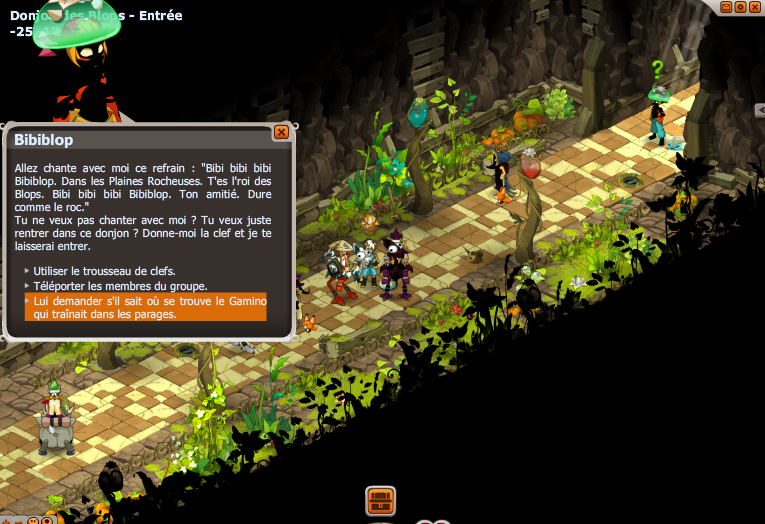 Donjon des Blops - Entrée
-25
Bibiblop
Allez chante avec moi ce refrain : "Bibi bibi bibi
Bibiblop. Dans les Plaines Rocheuses. T'es l'roi des
Blops. Bibi bibi bibi Bibiblop. Ton amitié. Dure
comme le roc."
Tu ne veux pas chanter avec moi ? Tu veux juste
rentrer dans ce donjon ? Donne-moi la clef et je te
laisserai entrer.
Utiliser le trousseau de clefs.
Téléporter les membres du groupe.
Lui demander s'il sait où se trouve le Gamino
qui traînait dans les parages.
?